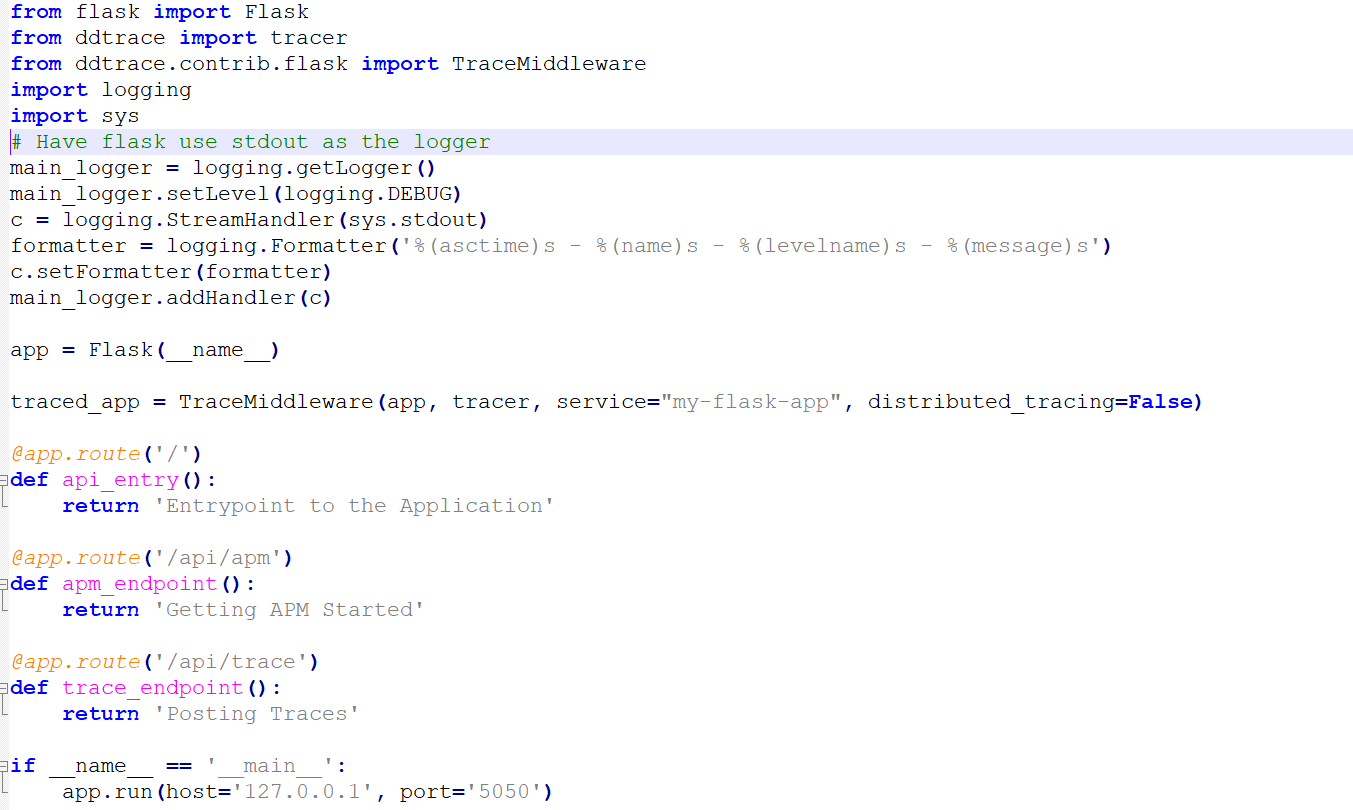 from flask import Flask
from ddtrace import tracer
from ddtrace.contrib.flask import TraceMiddleware
import logging
import sys
# Have flask use stdout as the logger
main_logger = logging.getLogger()
main_logger.setLevel(logging.DEBUG)
c = logging.StreamHandler(sys.stdout)
formatter = logging.Formatter('%(asctime)s - %(name)s - %(levelname)s - %(message)s')
c.setFormatter(formatter)
main_logger.addHandler(c)

app = Flask(__name__)

traced_app = TraceMiddleware(app, tracer, service="my-flask-app", distributed_tracing=False)

@app.route('/')
def api_entry():
    return 'Entrypoint to the Application'

@app.route('/api/apm')
def apm_endpoint():
    return 'Getting APM Started'

@app.route('/api/trace')
def trace_endpoint():
    return 'Posting Traces'

if __name__ == '__main__':
    app.run(host='127.0.0.1', port='5050')